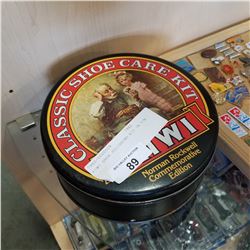 CLASSIC SHOE CARE KIT
KIWI
Norman Rockwell
Commemorative
Edition
89